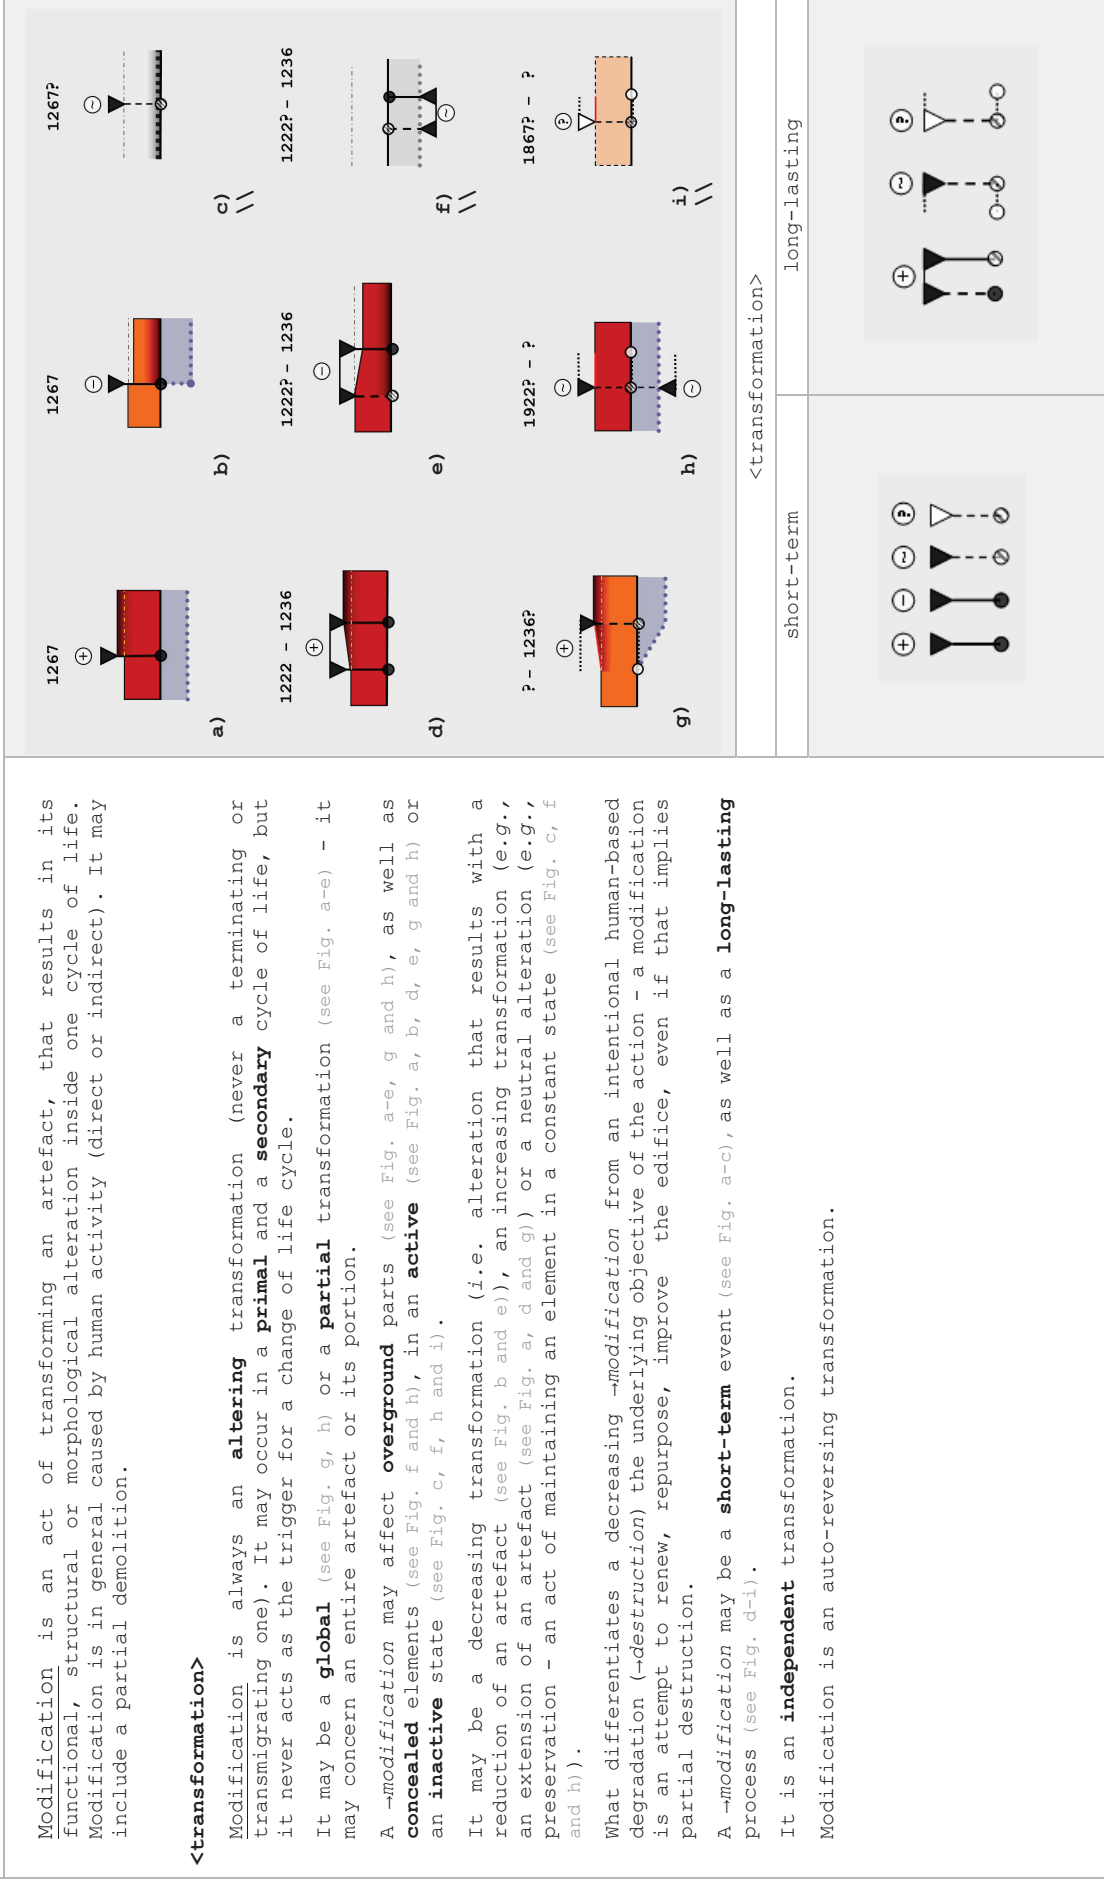 Modification is an act of transforming an artefact, that results in its
functional, structural or morphological alteration inside one cycle of life.
Modification is in general caused by human activity (direct or indirect). It may
include a partial demolition.
<transformation>
Modification is always an altering transformation (never a terminating or
transmigrating one). It may occur in a primal and a secondary cycle of life, but
it never acts as the trigger for a change of life cycle.
It may be a global (see Fig. g, h) or a partial transformation (see Fig. a-e) – it
may concern an entire artefact or its portion.
A →modification may affect overground parts (see Fig. a-e, g and h), as well as
concealed elements (see Fig. f and h), in an active (see Fig. a, b, d, e, g and h) or
an inactive state (see Fig. c, f, h and i).
It may be a decreasing transformation (i.e. alteration that results with a
reduction of an artefact (see Fig. b and e)), an increasing transformation (e.g.,
an extension of an artefact (see Fig. a, d and g)) or a neutral alteration (e.g.,
preservation – an act of maintaining an element in a constant state (see Fig. c, f
and h)).
What differentiates a decreasing →modification from an intentional human-based
degradation (→destruction) the underlying objective of the action – a modification
is an attempt to renew, repurpose, improve the edifice, even if that implies
partial destruction.
A →modification may be a short-term event (see Fig. a-c), as well as a long-lasting
process (see Fig. d-i).
It is an independent transformation.
Modification is an auto-reversing transformation.
1267
+
a)
1267
−
b)
1267?
~
c)
1222 – 1236
+
d)
1222? – 1236
−
e)
1222? – 1236
~
f)
? – 1236?
+
g)
1922? – ?
~
~
h)
1867? – ?
?
i)
<transformation>
short-term
long-lasting
+ − ~ ?
+ ~ ?